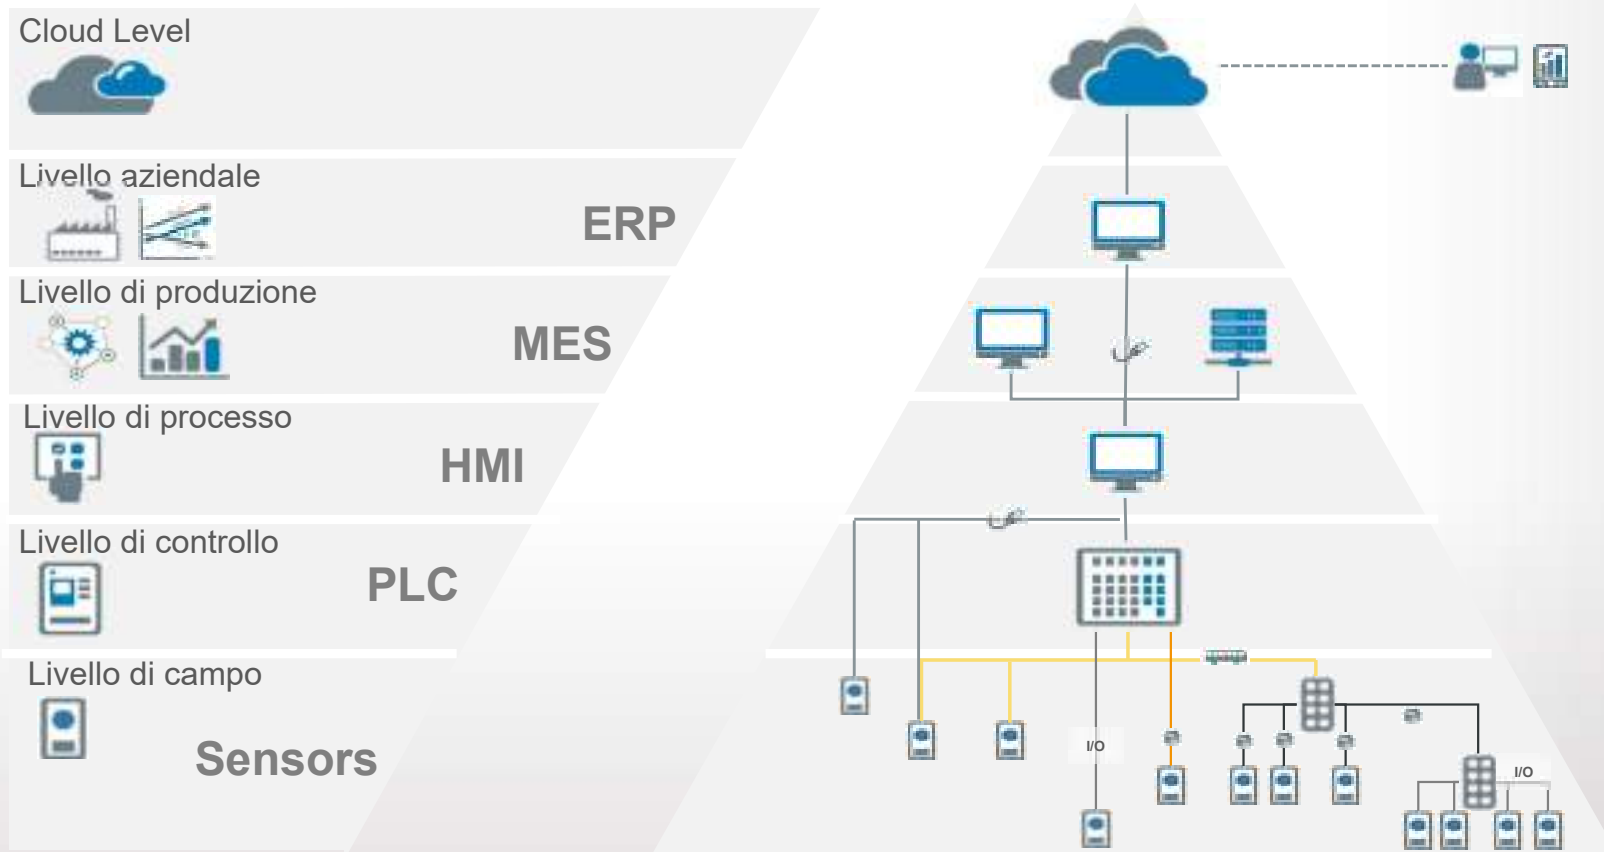 Cloud Level
Livello aziendale
ERP
Livello di produzione
MES
Livello di processo
HMI
Livello di controllo
PLC
Livello di campo
Sensors
I/O
I/O